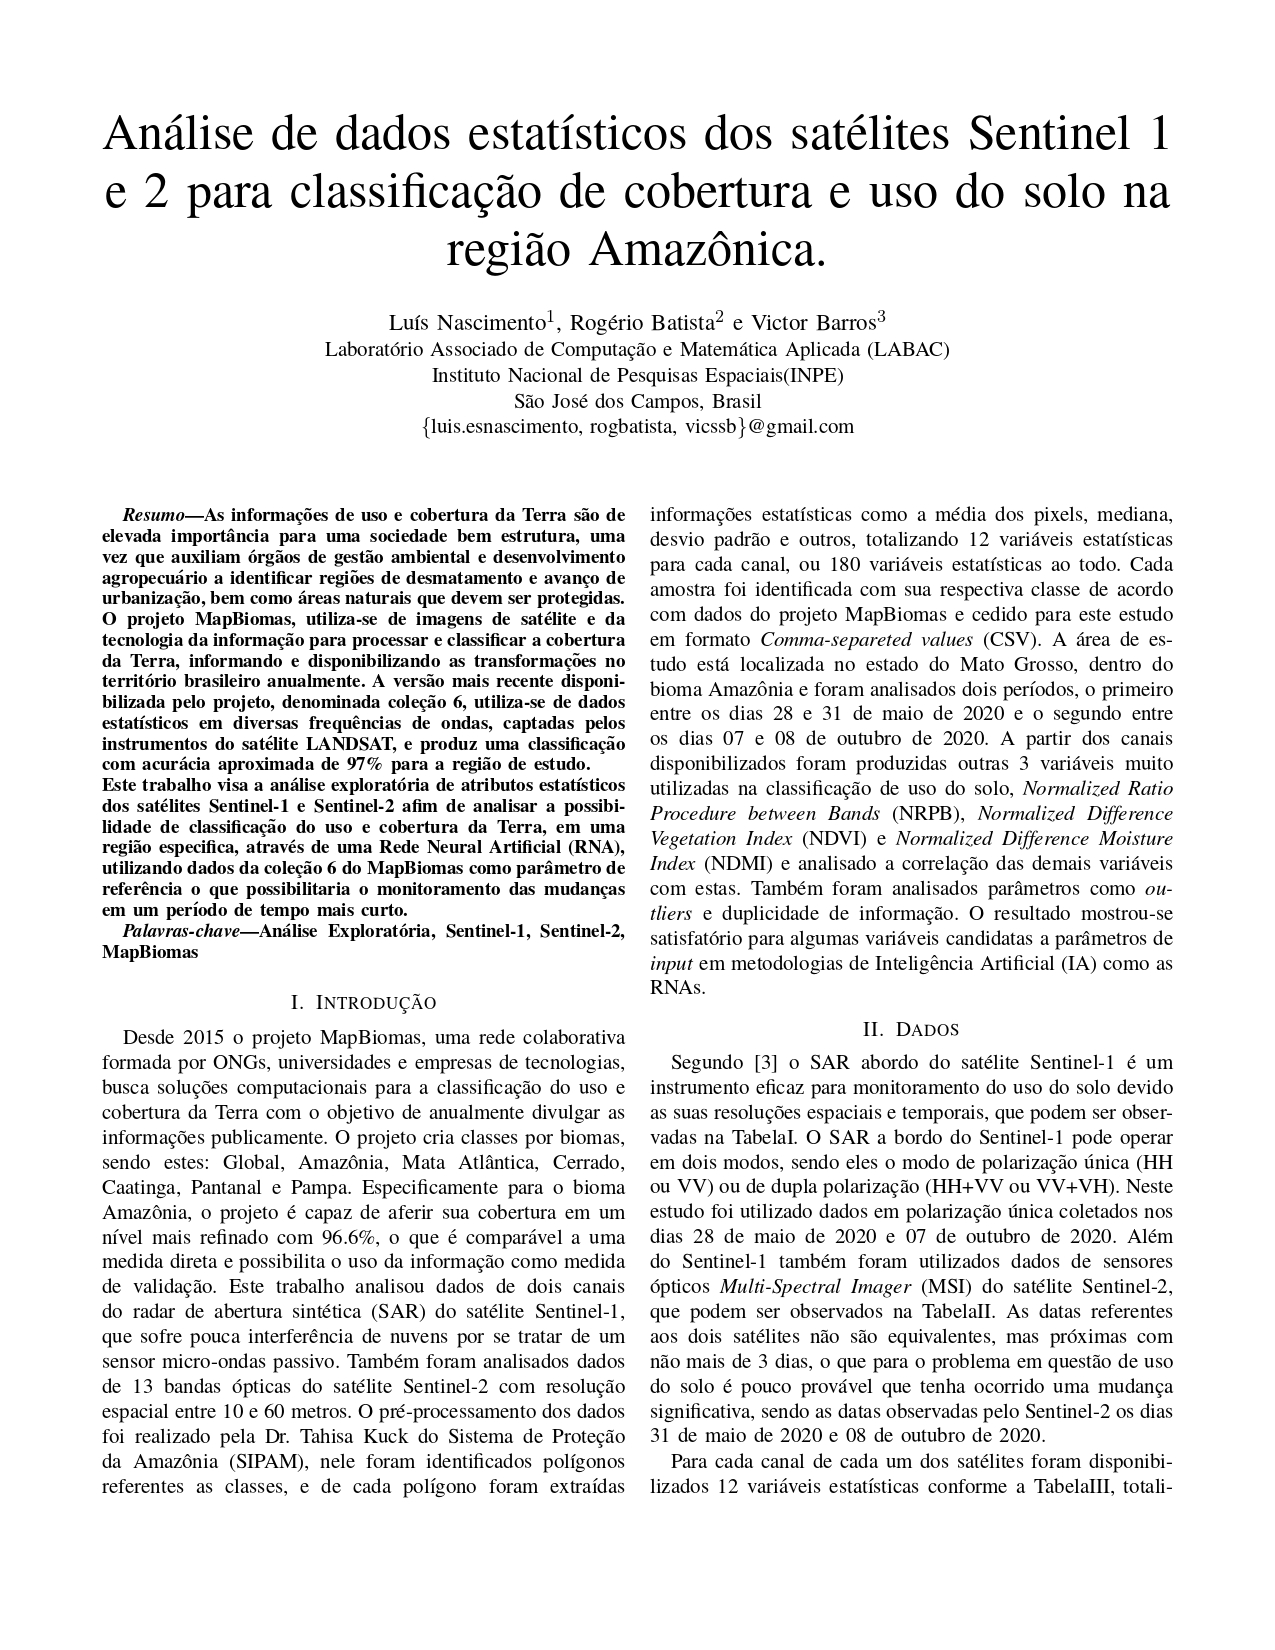 Análise de dados estatísticos dos satélites Sentinel 1
e 2 para classificação de cobertura e uso do solo na
região Amazônica.
Luís Nascimento1, Rogério Batista2 e Victor Barros3
Laboratório Associado de Computação e Matemática Aplicada (LABAC)
Instituto Nacional de Pesquisas Espaciais(INPE)
São José dos Campos, Brasil
{luis.esnascimento, rogbatista, vicssb}@gmail.com
Resumo—As informações de uso e cobertura da Terra são de
elevada importância para uma sociedade bem estrutura, uma
vez que auxiliam órgãos de gestão ambiental e desenvolvimento
agropecuário a identificar regiões de desmatamento e avanço de
urbanização, bem como áreas naturais que devem ser protegidas.
O projeto MapBiomas, utiliza-se de imagens de satélite e da
tecnologia da informação para processar e classificar a cobertura
da Terra, informando e disponibilizando as transformações no
território brasileiro anualmente. A versão mais recente disponi-
bilizada pelo projeto, denominada coleção 6, utiliza-se de dados
estatísticos em diversas frequências de ondas, captadas pelos
instrumentos do satélite LANDSAT, e produz uma classificação
com acurácia aproximada de 97% para a região de estudo.
Este trabalho visa a análise exploratória de atributos estatísticos
dos satélites Sentinel-1 e Sentinel-2 afim de analisar a possibi-
lidade de classificação do uso e cobertura da Terra, em uma
região especifica, através de uma Rede Neural Artificial (RNA),
utilizando dados da coleção 6 do MapBiomas como parâmetro de
referência o que possibilitaria o monitoramento das mudanças
em um período de tempo mais curto.
Palavras-chave—Análise Exploratória, Sentinel-1, Sentinel-2,
MapBiomas
I. INTRODUÇÃO
Desde 2015 o projeto MapBiomas, uma rede colaborativa
formada por ONGs, universidades e empresas de tecnologias,
busca soluções computacionais para a classificação do uso e
cobertura da Terra com o objetivo de anualmente divulgar as
informações publicamente. O projeto cria classes por biomas,
sendo estes: Global, Amazônia, Mata Atlântica, Cerrado,
Caatinga, Pantanal e Pampa. Especificamente para o bioma
Amazônia, o projeto é capaz de aferir sua cobertura em um
nível mais refinado com 96.6%, o que é comparável a uma
medida direta e possibilita o uso da informação como medida
de validação. Este trabalho analisou dados de dois canais
do radar de abertura sintética (SAR) do satélite Sentinel-1,
que sofre pouca interferência de nuvens por se tratar de um
sensor micro-ondas passivo. Também foram analisados dados
de 13 bandas ópticas do satélite Sentinel-2 com resolução
espacial entre 10 e 60 metros. O pré-processamento dos dados
foi realizado pela Dr. Tahisa Kuck do Sistema de Proteção
da Amazônia (SIPAM), nele foram identificados polígonos
referentes as classes, e de cada polígono foram extraídas
informações estatísticas como a média dos pixels, mediana,
desvio padrão e outros, totalizando 12 variáveis estatísticas
para cada canal, ou 180 variáveis estatísticas ao todo. Cada
amostra foi identificada com sua respectiva classe de acordo
com dados do projeto MapBiomas e cedido para este estudo
em formato Comma-separeted values (CSV). A área de es-
tudo está localizada no estado do Mato Grosso, dentro do
bioma Amazônia e foram analisados dois períodos, o primeiro
entre os dias 28 e 31 de maio de 2020 e o segundo entre
os dias 07 e 08 de outubro de 2020. A partir dos canais
disponibilizados foram produzidas outras 3 variáveis muito
utilizadas na classificação de uso do solo, Normalized Ratio
Procedure between Bands (NRPB), Normalized Difference
Vegetation Index (NDVI) e Normalized Difference Moisture
Index (NDMI) e analisado a correlação das demais variáveis
com estas. Também foram analisados parâmetros como ou-
tliers e duplicidade de informação. O resultado mostrou-se
satisfatório para algumas variáveis candidatas a parâmetros de
input em metodologias de Inteligência Artificial (IA) como as
RNAs.
II. DADOS
Segundo [3] o SAR abordo do satélite Sentinel-1 é um
instrumento eficaz para monitoramento do uso do solo devido
as suas resoluções espaciais e temporais, que podem ser obser-
vadas na TabelaI. O SAR a bordo do Sentinel-1 pode operar
em dois modos, sendo eles o modo de polarização única (HH
ou VV) ou de dupla polarização (HH+VV ou VV+VH). Neste
estudo foi utilizado dados em polarização única coletados nos
dias 28 de maio de 2020 e 07 de outubro de 2020. Além
do Sentinel-1 também foram utilizados dados de sensores
ópticos Multi-Spectral Imager (MSI) do satélite Sentinel-2,
que podem ser observados na TabelaII. As datas referentes
aos dois satélites não são equivalentes, mas próximas com
não mais de 3 dias, o que para o problema em questão de uso
do solo é pouco provável que tenha ocorrido uma mudança
significativa, sendo as datas observadas pelo Sentinel-2 os dias
31 de maio de 2020 e 08 de outubro de 2020.
Para cada canal de cada um dos satélites foram disponibi-
lizados 12 variáveis estatísticas conforme a TabelaIII, totali-